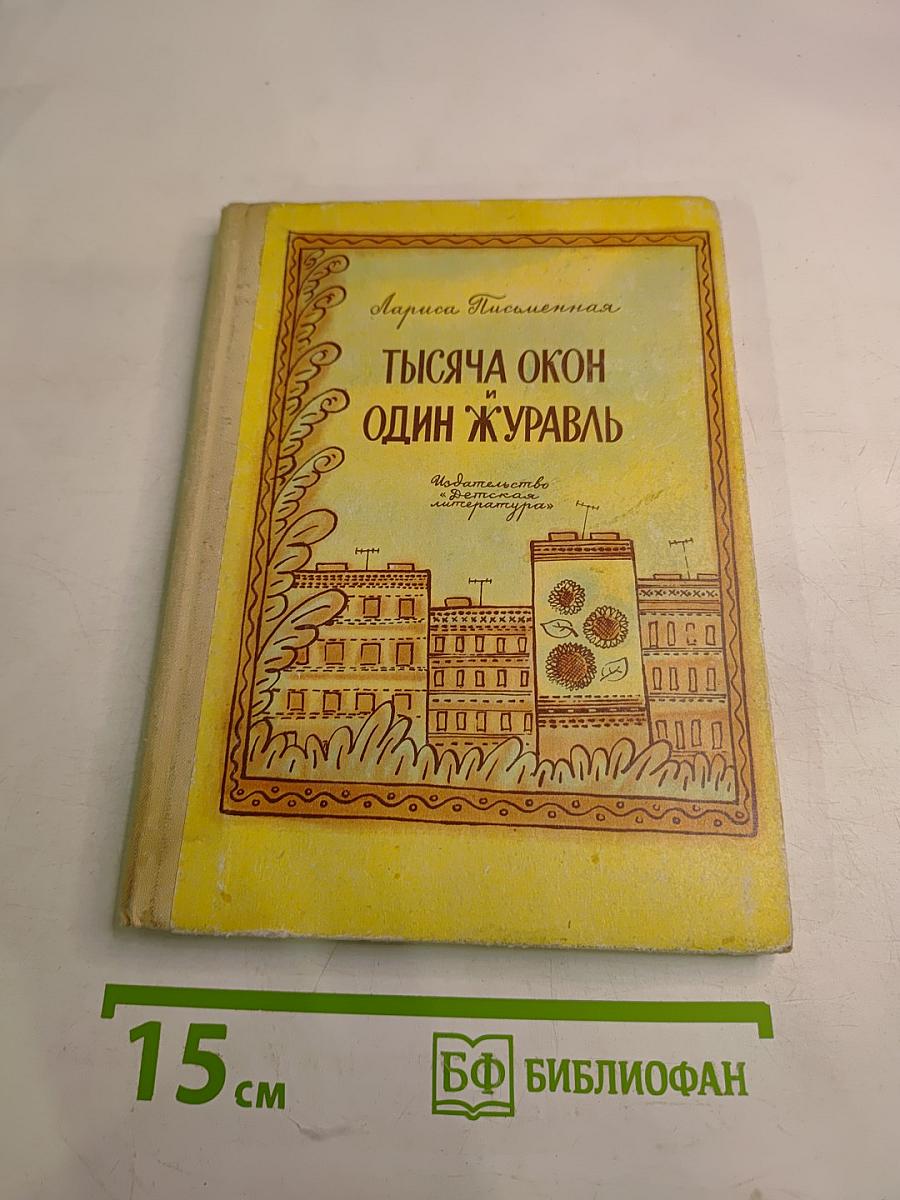 Лариса Письменная
ТЫСЯЧА ОКОН
и
ОДИН ЖУРАВЛЬ
Издательство
«Детская
литература»
15 см
БФ БИБЛИОФАН